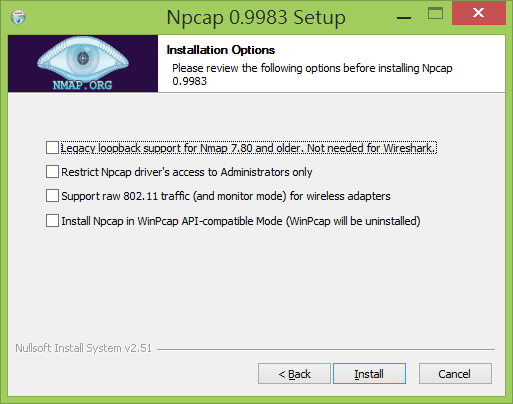 Npcap 0.9983 Setup
NMAP.ORG
Installation Options
Please review the following options before installing Npcap
0.9983
Legacy loopback support for Nmap 7.80 and older. Not needed for Wireshark.
Restrict Npcap driver's access to Administrators only
Support raw 802.11 traffic (and monitor mode) for wireless adapters
Install Npcap in WinPcap API-compatible Mode (WinPcap will be uninstalled)
Nullsoft Install System v2.51
< Back
Install
Cancel